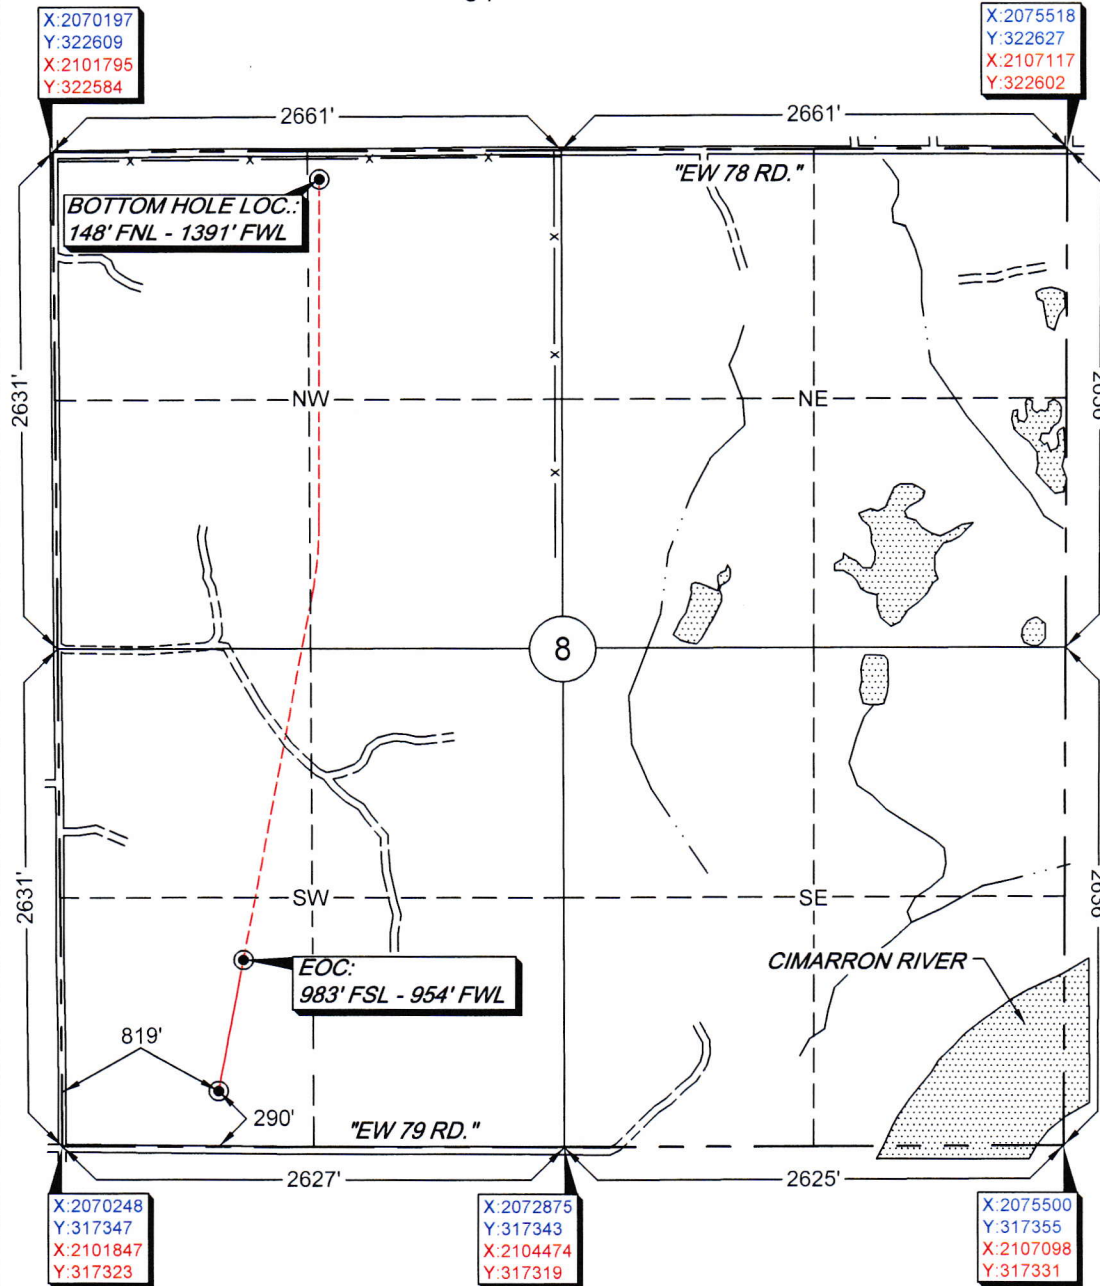 X:2070197
Y:322609
X:2101795
Y:322584
X:2075518
Y:322627
X:2107117
Y:322602
2661'
2661'
"EW 78 RD."
BOTTOM HOLE LOC.:
148' FNL - 1391' FWL
2631'
NW
NE
8
2631'
SW
SE
EOC:
983' FSL - 954' FWL
CIMARRON RIVER
819'
290'
"EW 79 RD."
2627'
2625'
X:2070248
Y:317347
X:2101847
Y:317323
X:2072875
Y:317343
X:2104474
Y:317319
X:2075500
Y:317355
X:2107098
Y:317331